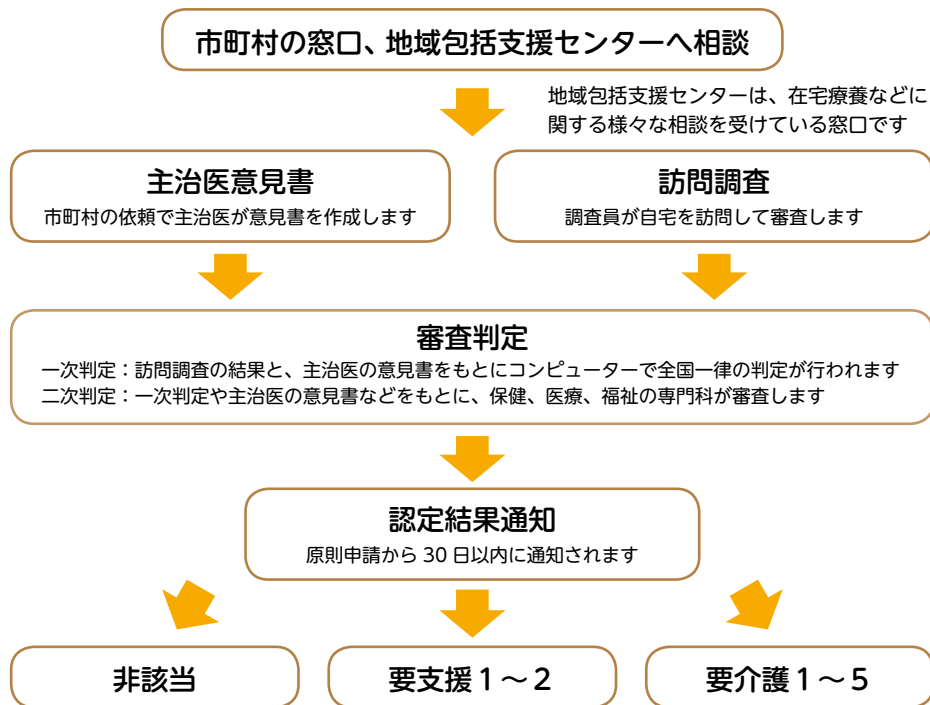 市町村の窓口、地域包括支援センターへ相談
地域包括支援センターは、在宅療養などに
関する様々な相談を受けている窓口です
主治医意見書
市町村の依頼で主治医が意見書を作成します
訪問調査
調査員が自宅を訪問して審査します
審査判定
一次判定：訪問調査の結果と、主治医の意見書をもとにコンピューターで全国一律の判定が行われます
二次判定：一次判定や主治医の意見書などをもとに、保健、医療、福祉の専門科が審査します
認定結果通知
原則申請から 30 日以内に通知されます
非該当
要支援１～２
要介護１～５